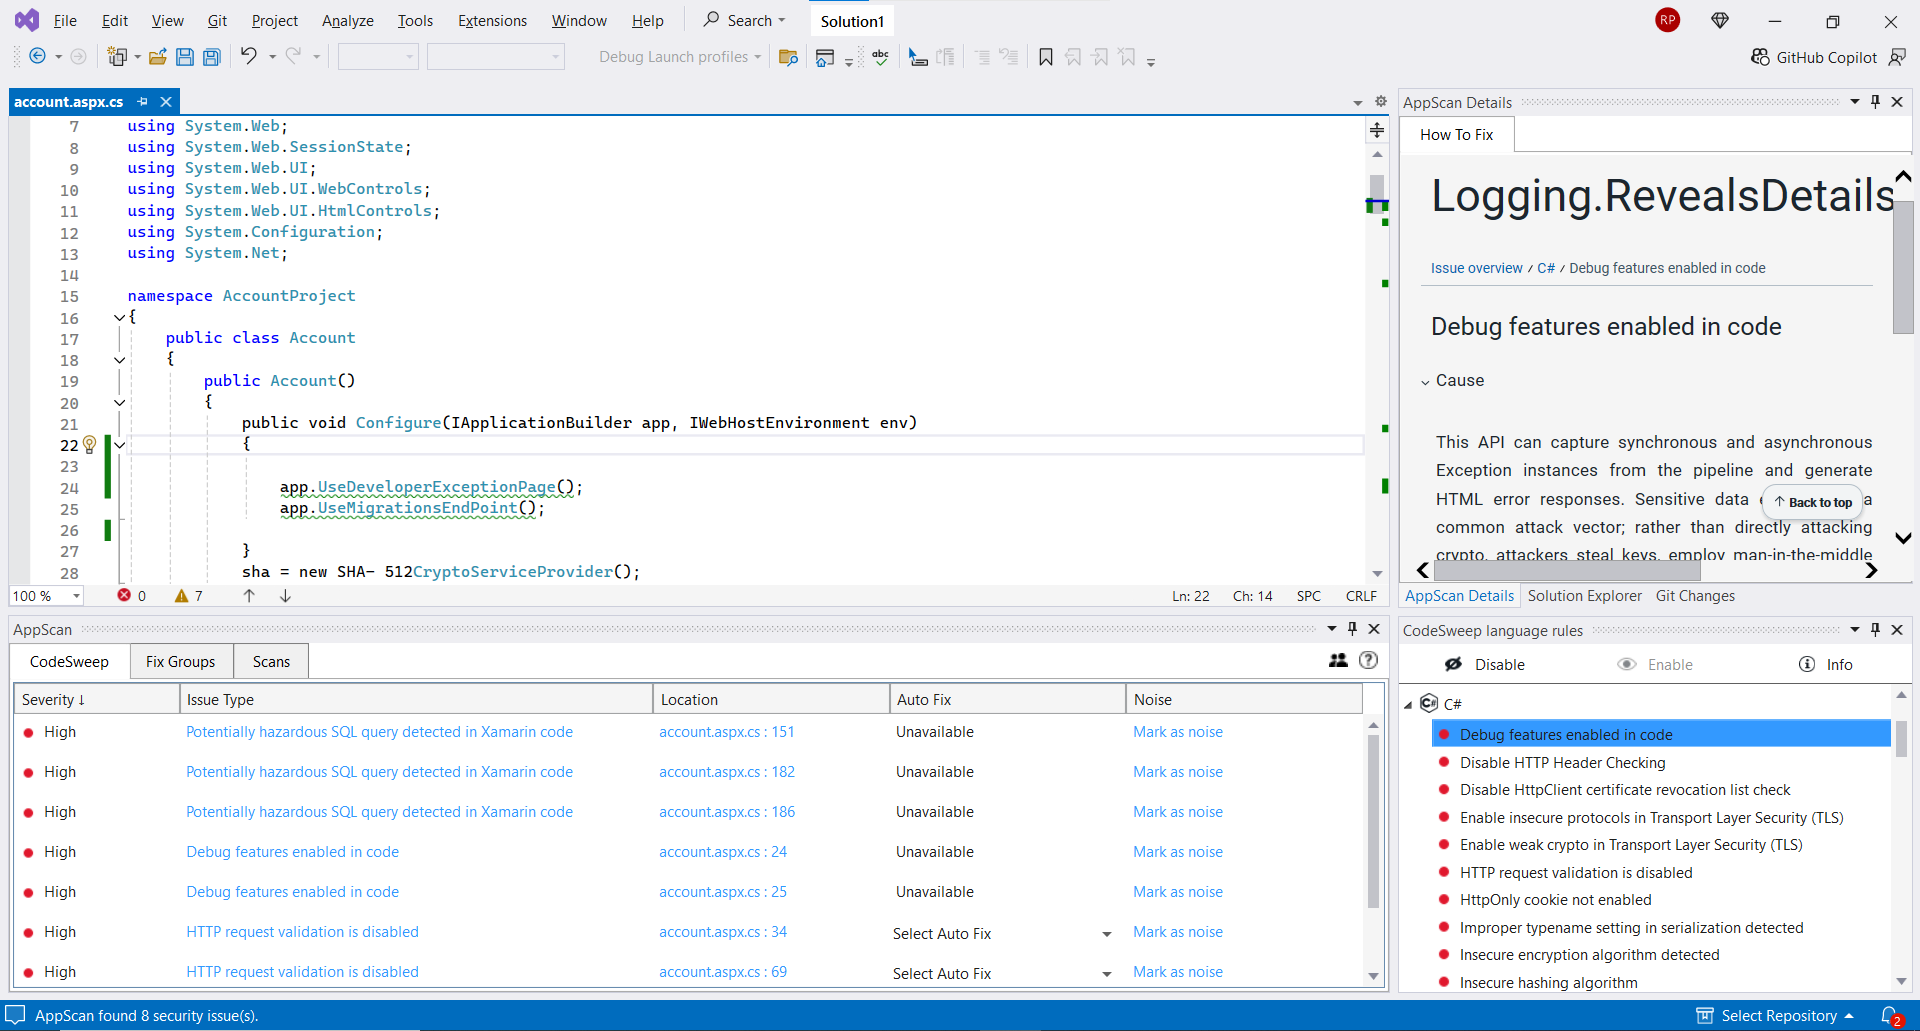 File Edit View Git Project Analyze Tools Extensions Window Help Search Solution1 RP
Debug Launch profiles abc GitHub Copilot
account.aspx.cs
7 using System.Web;
8 using System.Web.SessionState;
9 using System.Web.UI;
10 using System.Web.UI.WebControls;
11 using System.Web.UI.HtmlControls;
12 using System.Configuration;
13 using System.Net;
14
15 namespace AccountProject
16 {
17 public class Account
18 {
19 public Account()
20 {
21 public void Configure(IApplicationBuilder app, IWebHostEnvironment env)
22 {
23
24 app.UseDeveloperExceptionPage();
25 app.UseMigrationsEndPoint();
26
27 }
28 sha = new SHA- 512CryptoServiceProvider();
100 % 0 7 Ln: 22 Ch: 14 SPC CRLF
AppScan Details
How To Fix
Logging.RevealsDetails
Issue overview / C# / Debug features enabled in code
Debug features enabled in code
Cause
This API can capture synchronous and asynchronous
Exception instances from the pipeline and generate
HTML error responses. Sensitive data e a
↑ Back to top
common attack vector; rather than directly attacking
crypto, attackers steal keys, employ man-in-the-middle
AppScan Details Solution Explorer Git Changes
AppScan
CodeSweep Fix Groups Scans
Severity ↓ Issue Type Location Auto Fix Noise
High Potentially hazardous SQL query detected in Xamarin code account.aspx.cs : 151 Unavailable Mark as noise
High Potentially hazardous SQL query detected in Xamarin code account.aspx.cs : 182 Unavailable Mark as noise
High Potentially hazardous SQL query detected in Xamarin code account.aspx.cs : 186 Unavailable Mark as noise
High Debug features enabled in code account.aspx.cs : 24 Unavailable Mark as noise
High Debug features enabled in code account.aspx.cs : 25 Unavailable Mark as noise
High HTTP request validation is disabled account.aspx.cs : 34 Select Auto Fix Mark as noise
High HTTP request validation is disabled account.aspx.cs : 69 Select Auto Fix Mark as noise
CodeSweep language rules
Disable Enable Info
C# C#
Debug features enabled in code
Disable HTTP Header Checking
Disable HttpClient certificate revocation list check
Enable insecure protocols in Transport Layer Security (TLS)
Enable weak crypto in Transport Layer Security (TLS)
HTTP request validation is disabled
HttpOnly cookie not enabled
Improper typename setting in serialization detected
Insecure encryption algorithm detected
Insecure hashing algorithm
AppScan found 8 security issue(s). Select Repository 2